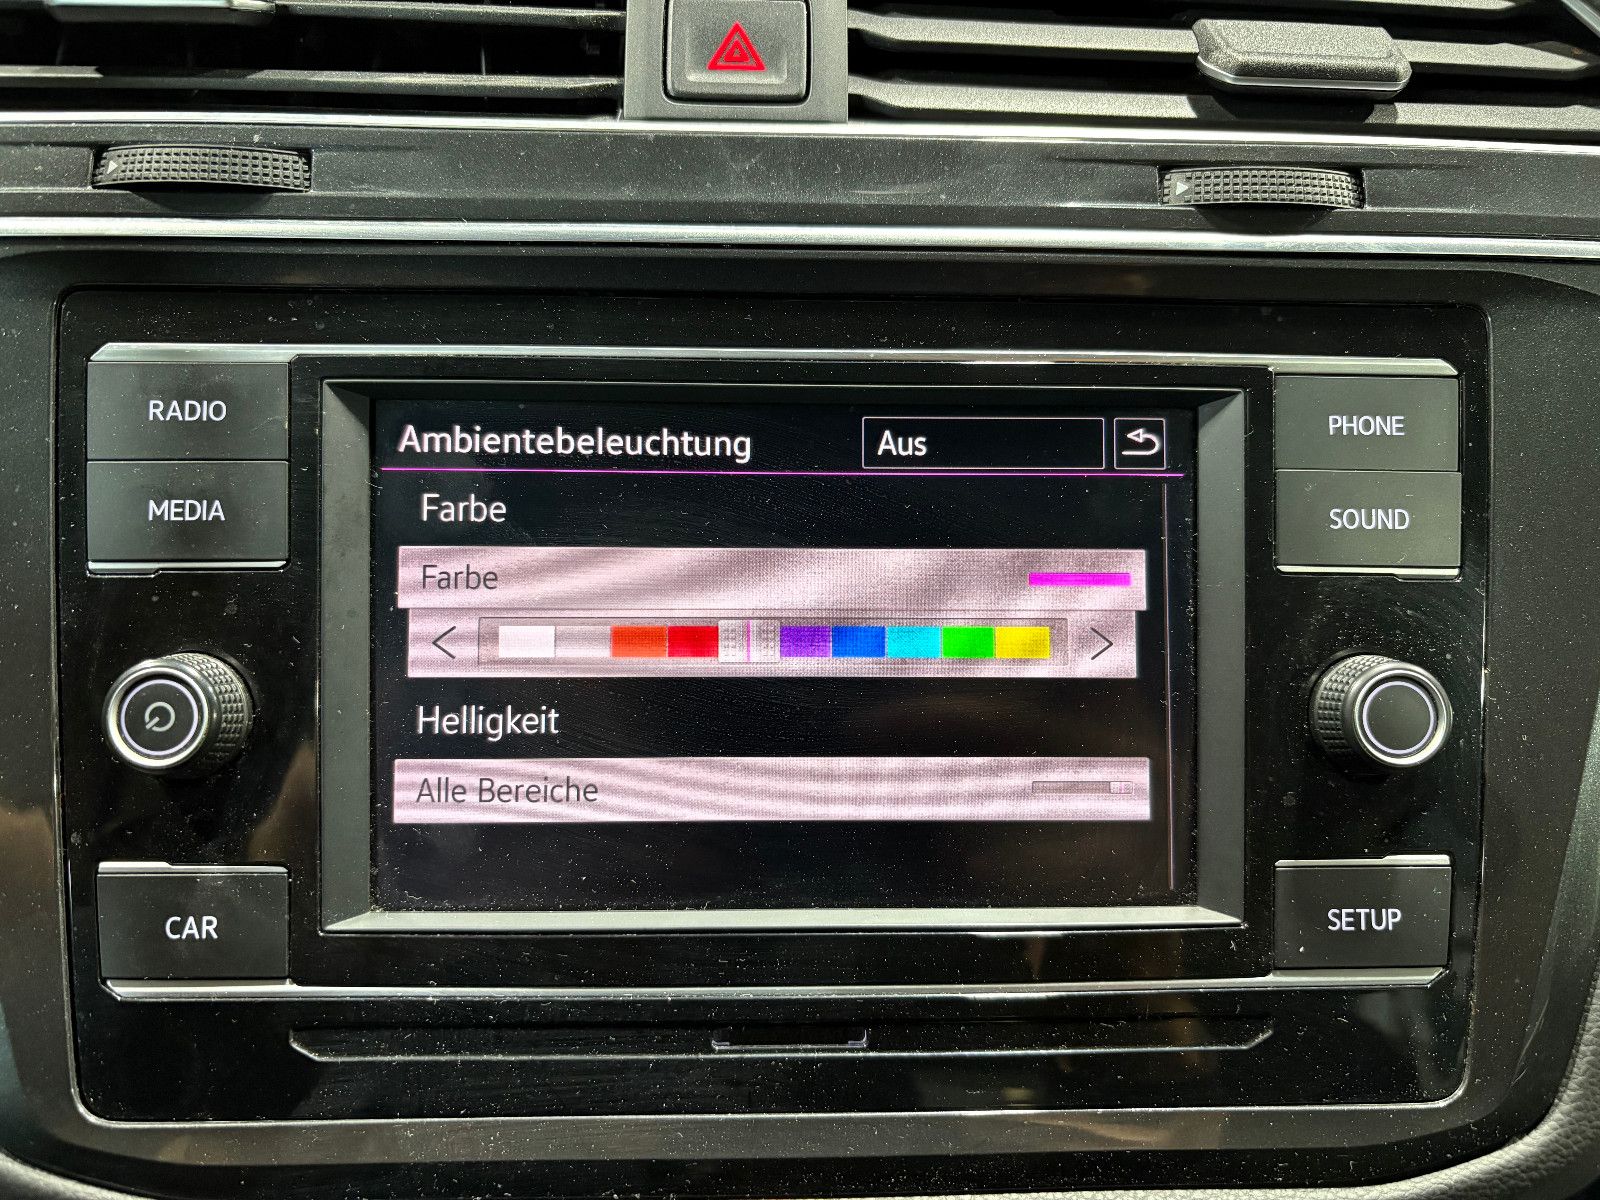 RADIO
MEDIA
CAR
Ambientebeleuchtung
Aus
Farbe
Farbe
Helligkeit
Alle Bereiche
PHONE
SOUND
SETUP